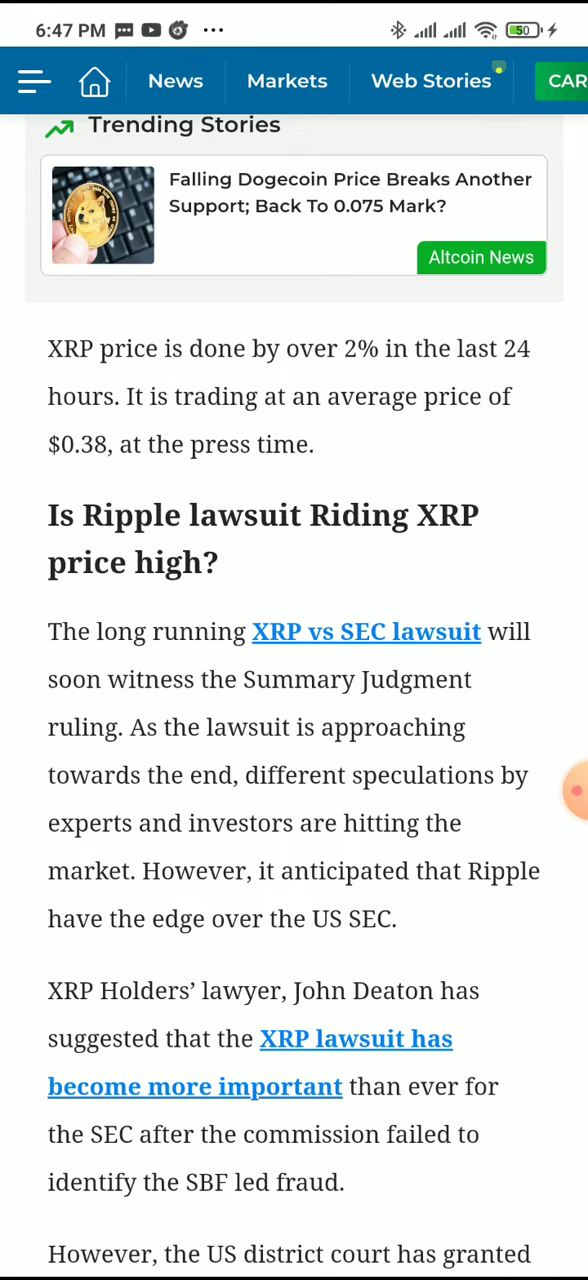 6:47 PM
50
News Markets Web Stories CAR
Trending Stories
Falling Dogecoin Price Breaks Another
Support; Back To 0.075 Mark?
Altcoin News
XRP price is done by over 2% in the last 24
hours. It is trading at an average price of
$0.38, at the press time.
Is Ripple lawsuit Riding XRP
price high?
The long running XRP vs SEC lawsuit will
soon witness the Summary Judgment
ruling. As the lawsuit is approaching
towards the end, different speculations by
experts and investors are hitting the
market. However, it anticipated that Ripple
have the edge over the US SEC.
XRP Holders’ lawyer, John Deaton has
suggested that the XRP lawsuit has
become more important than ever for
the SEC after the commission failed to
identify the SBF led fraud.
However, the US district court has granted